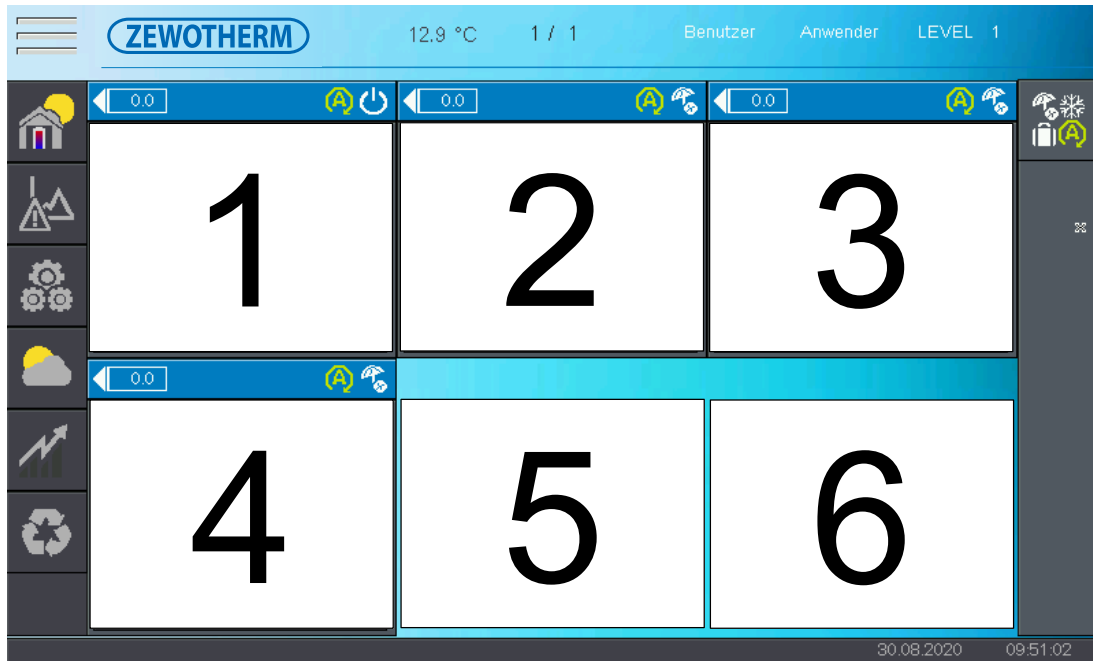 ZEWOTHERM 12.9 °C 1 / 1 Benutzer Anwender LEVEL 1
0.0 A 0.0 A 0.0 A
A
1 2 3
0.0 A
4 5 6
30.08.2020 09:51:02